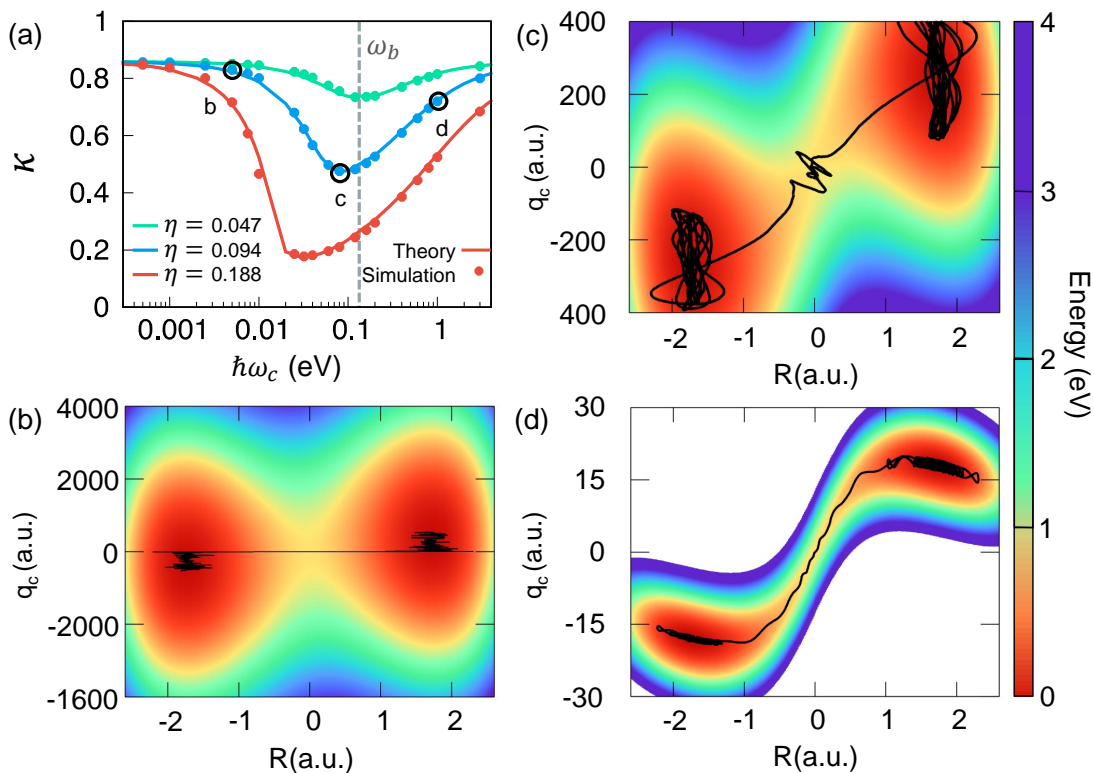 (a)
κ
1
0.8
0.6
0.4
0.2
0
ω_b
b
c
d
η = 0.047
η = 0.094
η = 0.188
Theory
Simulation
0.001
0.01
0.1
1
ħω_c (eV)
(c)
q_c (a.u.)
400
200
0
-200
400
-2
-1
0
1
2
R(a.u.)
(b)
q_c (a.u.)
4000
2000
0
-2000
-1600
-2
-1
0
1
2
R(a.u.)
(d)
q_c (a.u.)
30
15
0
-15
-30
-2
-1
0
1
2
R(a.u.)
4
3
2
1
0
Energy (eV)